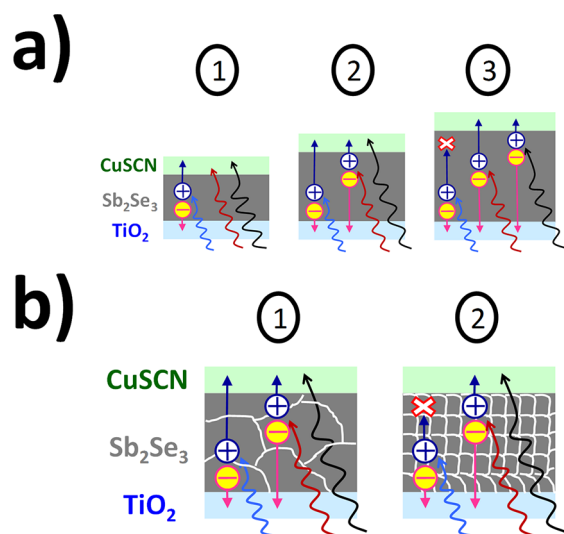 a)
1 2 3
CuSCN
Sb₂Se₃
TiO₂
b)
1 2
CuSCN
Sb₂Se₃
TiO₂